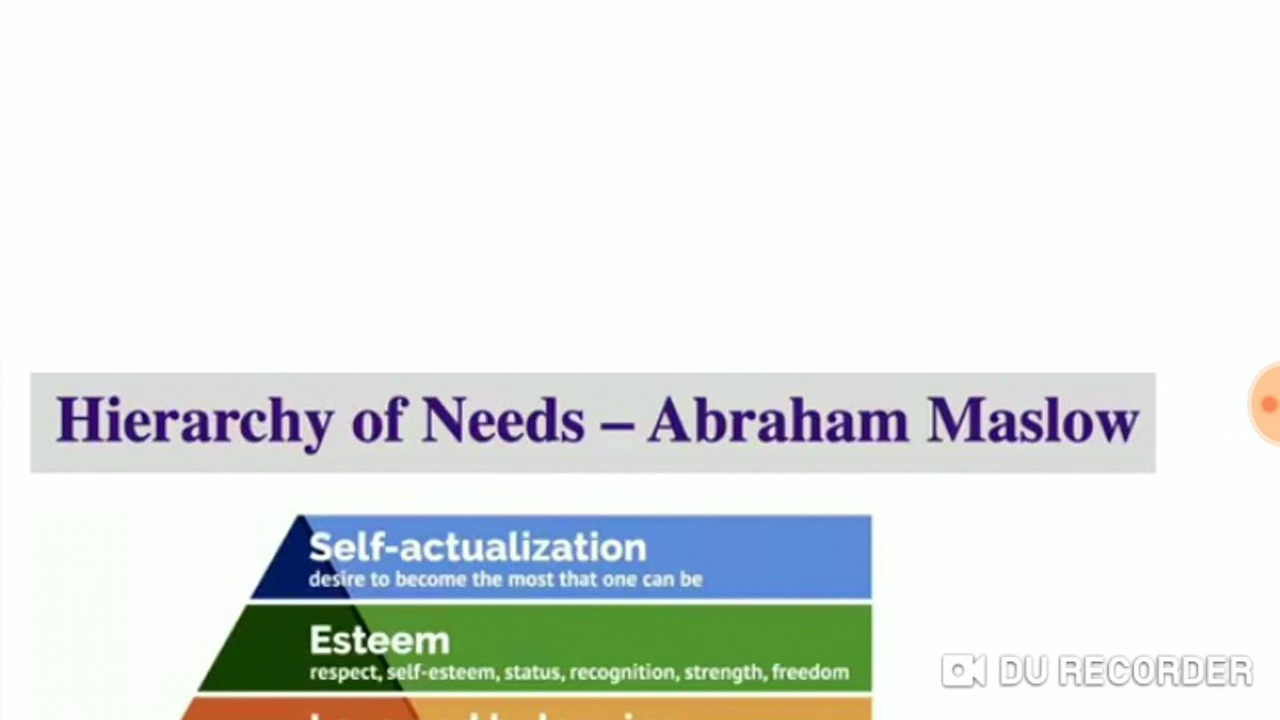 Hierarchy of Needs – Abraham Maslow
Self-actualization
desire to become the most that one can be
Esteem
respect, self-esteem, status, recognition, strength, freedom
DU RECORDER